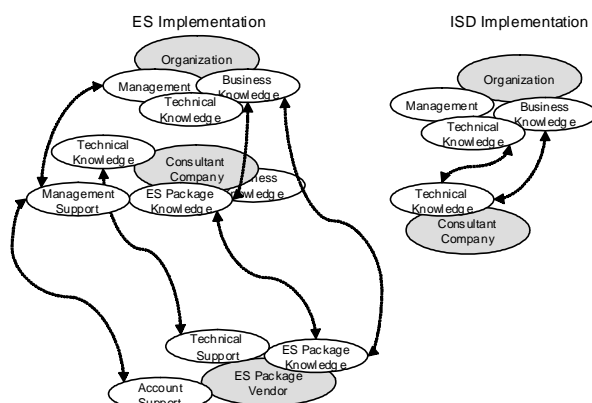 ES Implementation
ISD Implementation
Organization
Management
Business
Knowledge
Technical
Knowledge
Organization
Management
Business
Knowledge
Technical
Knowledge
Technical
Knowledge
Consultant
Company
Management
Support
ES Package
Knowledge
Technical
Knowledge
Consultant
Company
Technical
Support
ES Package
Knowledge
ES Package
Vendor
Account
Support